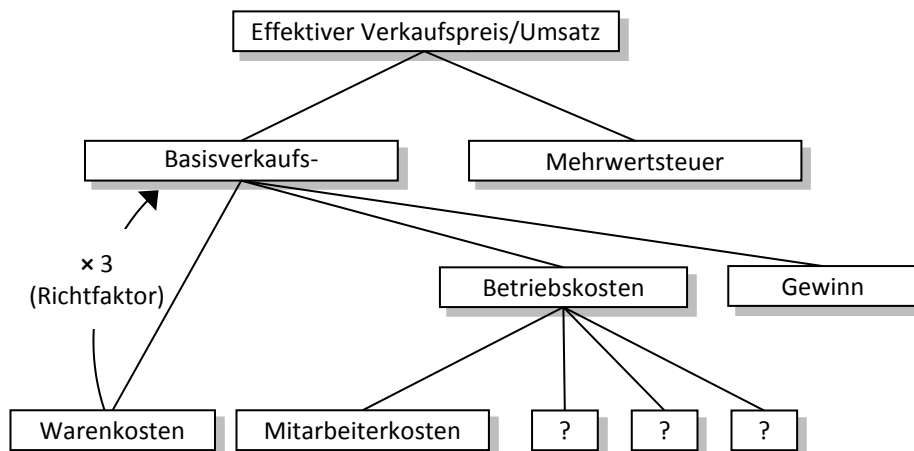 Effektiver Verkaufspreis/Umsatz
Basisverkaufs-
Mehrwertsteuer
× 3
(Richtfaktor)
Betriebskosten
Gewinn
Warenkosten
Mitarbeiterkosten
?
?
?